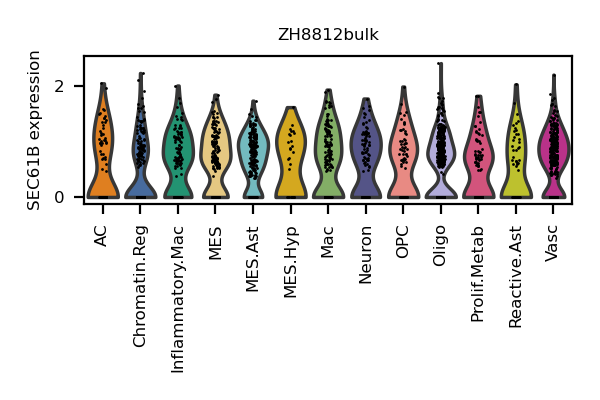 ZH8812bulk
SEC61B expression
2
0
AC
Chromatin.Reg
Inflammatory.Mac
MES
MES.Ast
MES.Hyp
Mac
Neuron
OPC
Oligo
Prolif.Metab
Reactive.Ast
Vasc